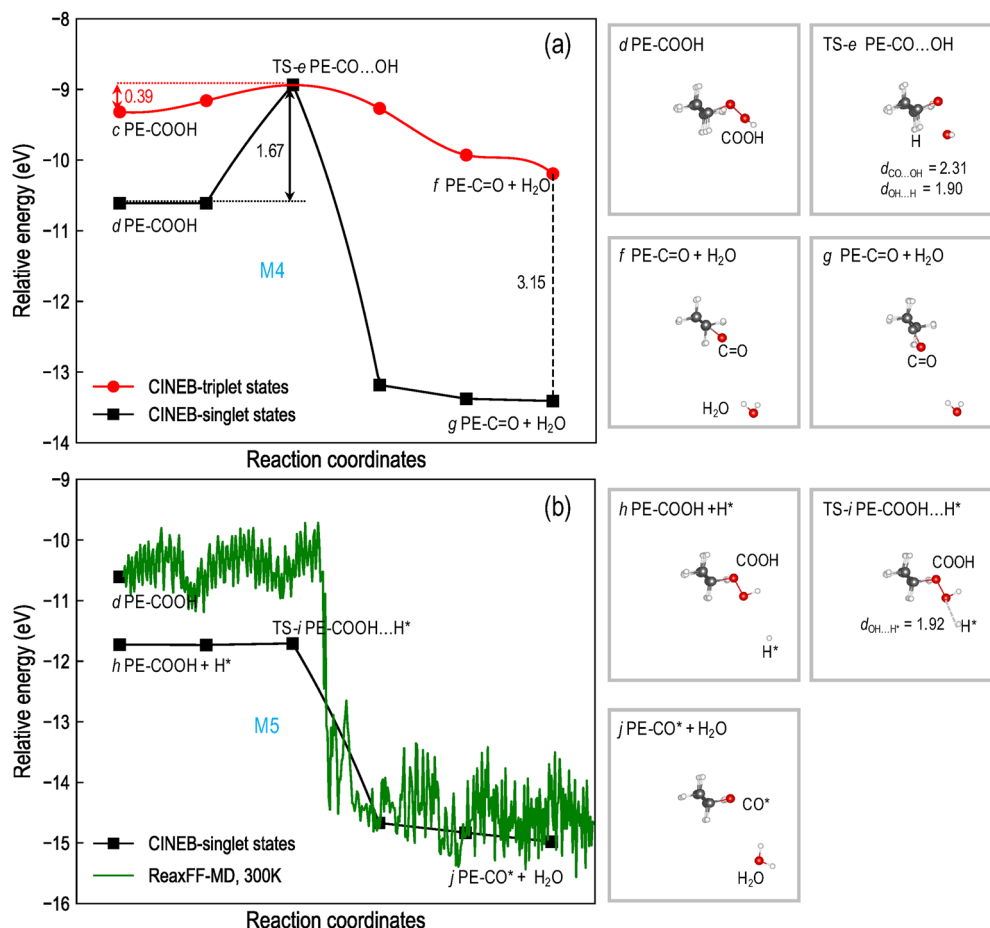 (a)
−8
−9
−10
−11
−12
−13
−14
Relative energy (eV)
TS-e PE-CO...OH
0.39
c PE-COOH
1.67
d PE-COOH
f PE-C=O + H₂O
M4
3.15
CINEB-triplet states
CINEB-singlet states
g PE-C=O + H₂O
Reaction coordinates
d PE-COOH
COOH
TS-e PE-CO...OH
H
dCO...OH = 2.31
dOH...H = 1.90
f PE-C=O + H₂O
C=O
H₂O
g PE-C=O + H₂O
C=O
(b)
−9
−10
−11
−12
−13
−14
−15
−16
Relative energy (eV)
d PE-COOH
TS-i PE-COOH...H*
h PE-COOH + H*
M5
CINEB-singlet states
ReaxFF-MD, 300K
j PE-CO* + H₂O
Reaction coordinates
h PE-COOH +H*
COOH
H*
TS-i PE-COOH...H*
COOH
dOH...H* = 1.92
H*
j PE-CO* + H₂O
CO*
H₂O